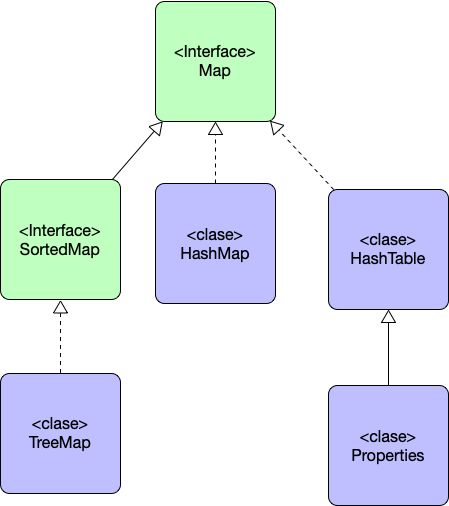 <Interface>
Map
<Interface>
SortedMap
<clase>
HashMap
<clase>
HashTable
<clase>
TreeMap
<clase>
Properties